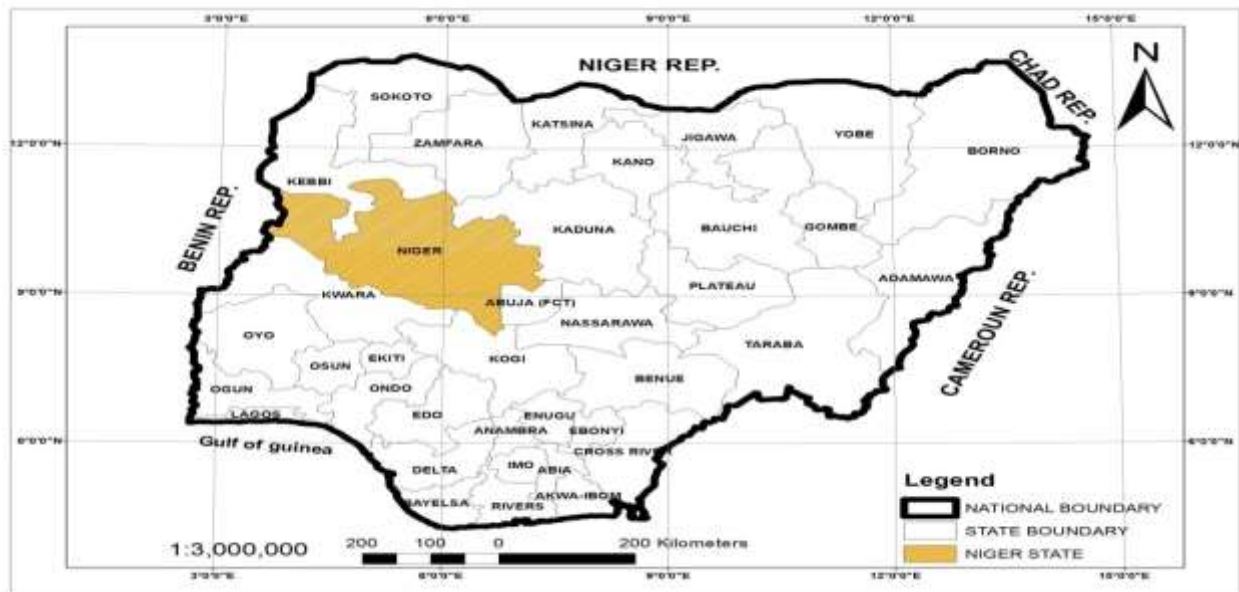 3°0'0"E 6°0'0"E 9°0'0"E 12°0'0"E 15°0'0"E
N
NIGER REP.
CHAD REP.
SOKOTO
KATSINA
JIGAWA
YOBE
ZAMFARA
KANO
BORNO
12°0'0"N 12°0'0"N
KEBBI
BENIN REP.
NIGER
KADUNA
BAUCHI
GOMBE
ADAMAWA
PLATEAU
9°0'0"N 9°0'0"N
KWARA
ABUJA (FCT)
NASSARAWA
CAMEROUN REP.
OYO
TARABA
EKITI
OSUN
KOGI
BENUE
OGUN
ONDO
LAGOS
EDO
ENUGU
ANAMBRA
EBONYI
6°0'0"N 6°0'0"N
Gulf of guinea
CROSS RIVER
DELTA
IMO
ABIA
AKWA-IBOM
BAYELSA
RIVERS
Legend
NATIONAL BOUNDARY
STATE BOUNDARY
NIGER STATE
1:3,000,000
200 100 0 200 Kilometers
3°0'0"E 6°0'0"E 9°0'0"E 12°0'0"E 15°0'0"E